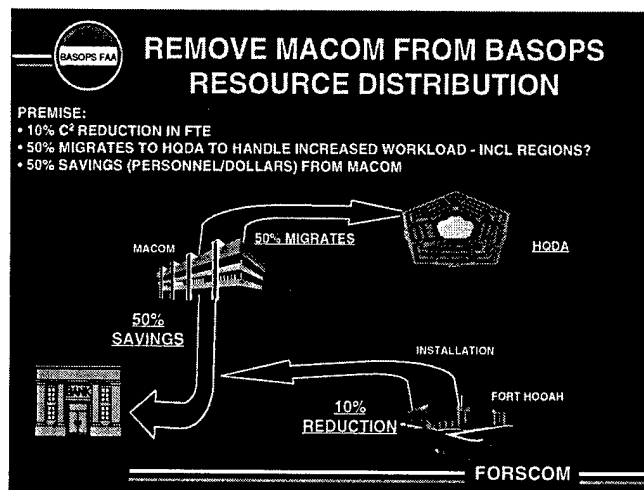 BASOPS FAA
REMOVE MACOM FROM BASOPS
RESOURCE DISTRIBUTION
PREMISE:
• 10% C² REDUCTION IN FTE
• 50% MIGRATES TO HQDA TO HANDLE INCREASED WORKLOAD - INCL REGIONS?
• 50% SAVINGS (PERSONNEL/DOLLARS) FROM MACOM
MACOM
50% MIGRATES
HQDA
50%
SAVINGS
INSTALLATION
BANK
FORT HOOAH
10%
REDUCTION
FORSCOM